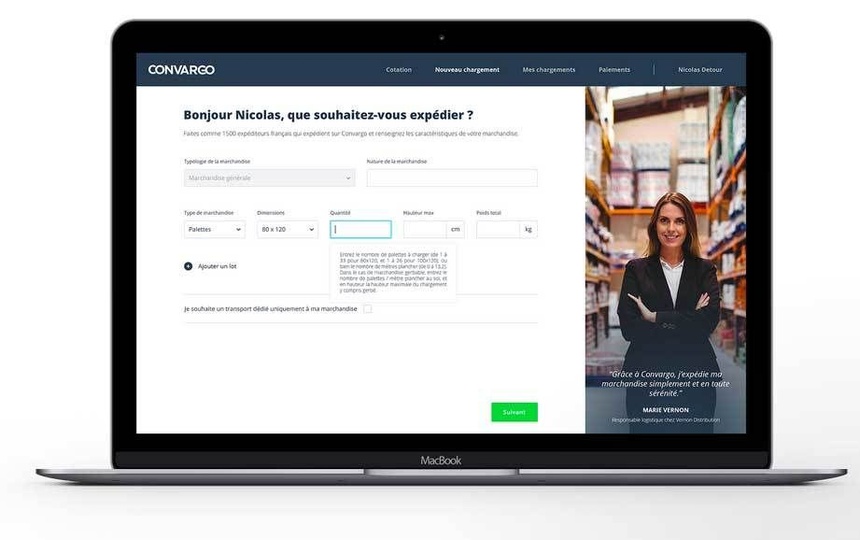 CONVARGO
Cotation Nouveau chargement Mes chargements Paiements Nicolas Detour
Bonjour Nicolas, que souhaitez-vous expédier ?
Faites comme 1500 expéditeurs français qui expédient sur Convargo et renseignez les caractéristiques de votre marchandise.
Typologie de la marchandise Nature de la marchandise
Marchandise générale
Type de marchandise Dimensions Quantité Hauteur max Poids total
Palettes 80 x 120 cm kg
Entrez le nombre de palettes à charger (de 1 à
33 pour 80x120, et 1 à 26 pour 100x120), ou
bien le nombre de mètres plancher (de 0 à 13,2).
Dans le cas de marchandise gerbable, entrez le
nombre de palettes / mètre plancher au sol, et
en hauteur la hauteur maximale du chargement
y compris gerbé.
Ajouter un lot
Je souhaite un transport dédié uniquement à ma marchandise
Suivant
“Grâce à Convargo, j'expédie ma
marchandise simplement et en toute
sérénité.”
MARIE VERNON
Responsable logistique chez Vernon Distribution
MacBook